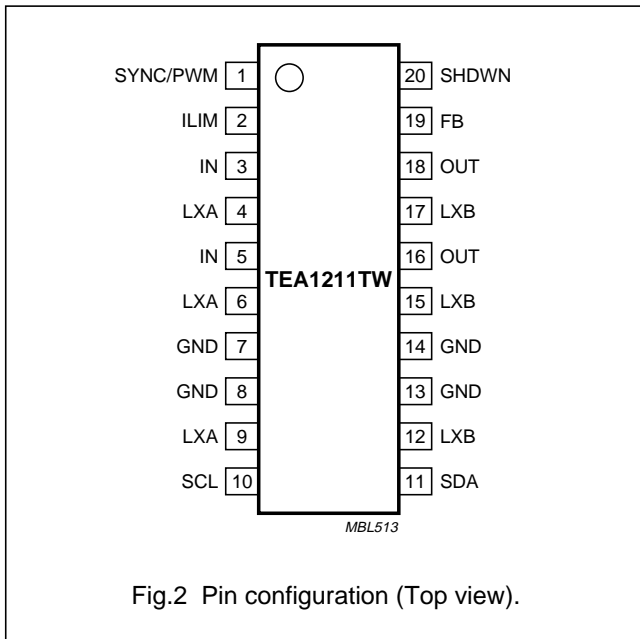 SYNC/PWM 1 20 SHDWN
ILIM 2 19 FB
IN 3 18 OUT
LXA 4 17 LXB
IN 5 16 OUT
TEA1211TW
LXA 6 15 LXB
GND 7 14 GND
GND 8 13 GND
LXA 9 12 LXB
SCL 10 11 SDA
MBL513
Fig.2 Pin configuration (Top view).